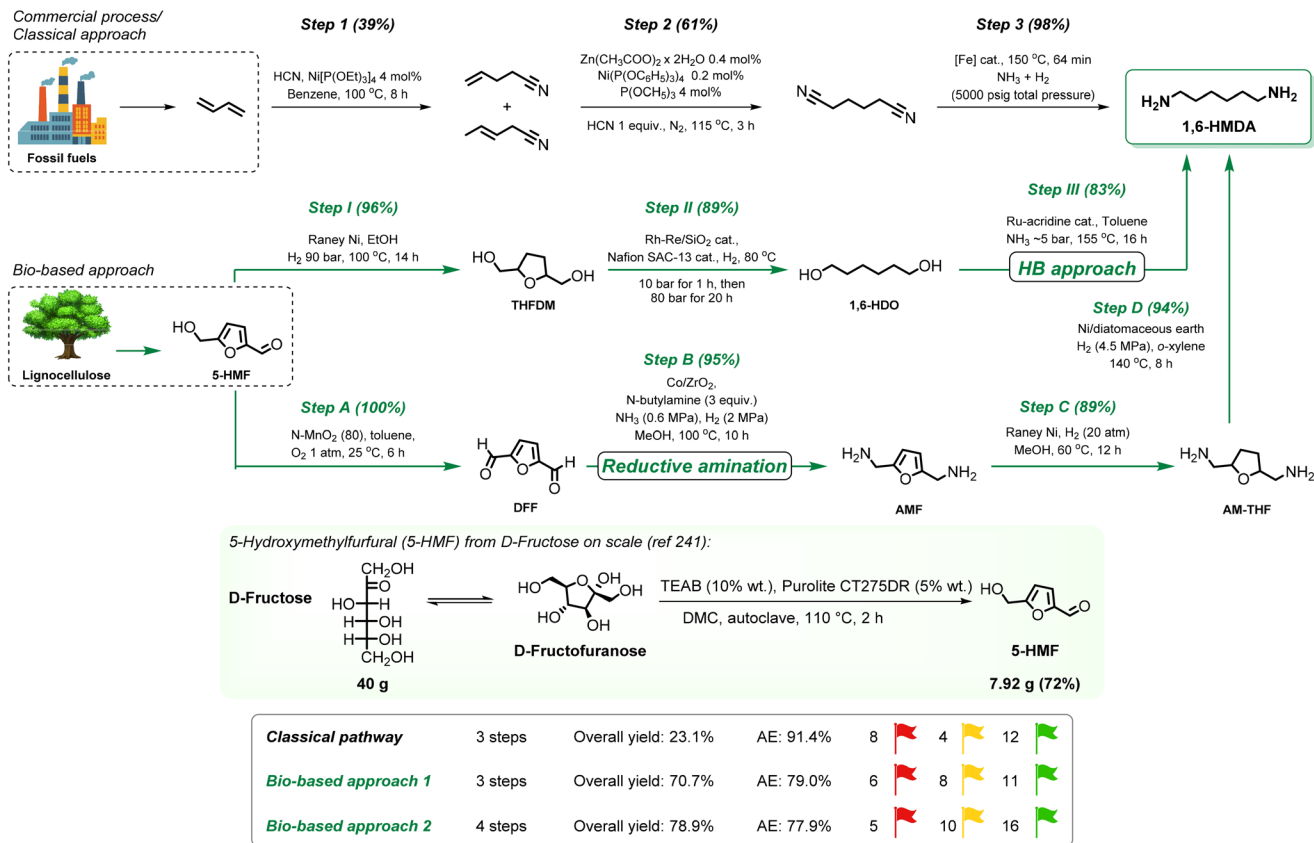 Commercial process/
Classical approach
Fossil fuels
Step 1 (39%)
HCN, Ni[P(OEt)3]4 4 mol%
Benzene, 100 °C, 8 h
N
+
N
Step 2 (61%)
Zn(CH3COO)2 x 2H2O 0.4 mol%
Ni(P(OC6H5)3)4 0.2 mol%
P(OCH5)3 4 mol%
HCN 1 equiv., N2, 115 °C, 3 h
N
N
Step 3 (98%)
[Fe] cat., 150 °C, 64 min
NH3 + H2
(5000 psig total pressure)
H2N
NH2
1,6-HMDA
Bio-based approach
Lignocellulose
HO
O
O
5-HMF
Step I (96%)
Raney Ni, EtOH
H2 90 bar, 100 °C, 14 h
HO
O
OH
THFDM
Step II (89%)
Rh-Re/SiO2 cat.,
Nafion SAC-13 cat., H2, 80 °C
10 bar for 1 h, then
80 bar for 20 h
HO
OH
1,6-HDO
Step III (83%)
Ru-acridine cat., Toluene
NH3 ~5 bar, 155 °C, 16 h
HB approach
Step D (94%)
Ni/diatomaceous earth
H2 (4.5 MPa), o-xylene
140 °C, 8 h
Step A (100%)
N-MnO2 (80), toluene,
O2 1 atm, 25 °C, 6 h
H
O
O
H
O
DFF
Step B (95%)
Co/ZrO2,
N-butylamine (3 equiv.)
NH3 (0.6 MPa), H2 (2 MPa)
MeOH, 100 °C, 10 h
Reductive amination
NH2
O
NH2
AMF
Step C (89%)
Raney Ni, H2 (20 atm)
MeOH, 60 °C, 12 h
NH2
O
NH2
AM-THF
5-Hydroxymethylfurfural (5-HMF) from D-Fructose on scale (ref 241):
D-Fructose
CH2OH
O
HO H
H OH
H OH
CH2OH
40 g
HO
O
OH
OH
HO
HO
D-Fructofuranose
TEAB (10% wt.), Purolite CT275DR (5% wt.)
DMC, autoclave, 110 °C, 2 h
HO
O
O
5-HMF
7.92 g (72%)
Classical pathway 3 steps Overall yield: 23.1% AE: 91.4% 8 4 12
Bio-based approach 1 3 steps Overall yield: 70.7% AE: 79.0% 6 8 11
Bio-based approach 2 4 steps Overall yield: 78.9% AE: 77.9% 5 10 16